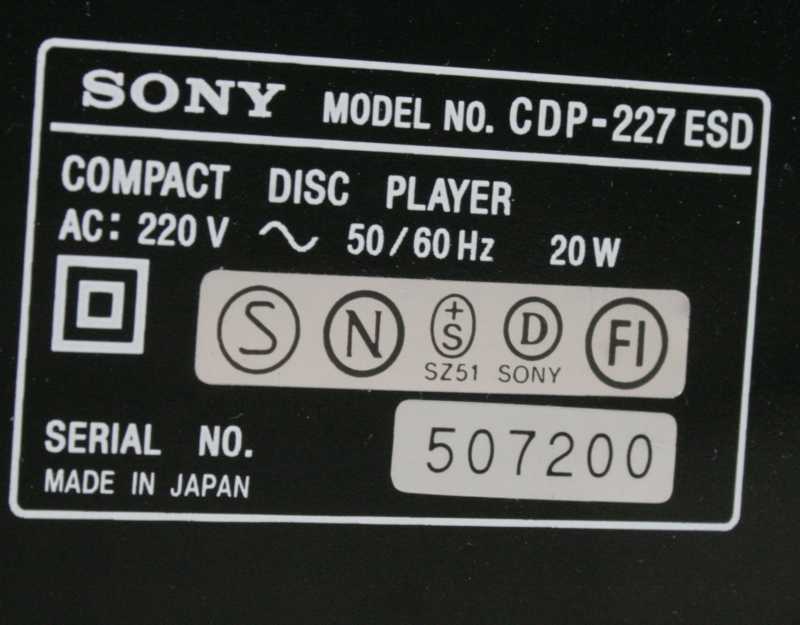 SONY MODEL NO. CDP-227 ESD
COMPACT DISC PLAYER
AC: 220 V ~ 50/60 Hz 20 W
S N +S D FI
SZ51 SONY
SERIAL NO. 507200
MADE IN JAPAN